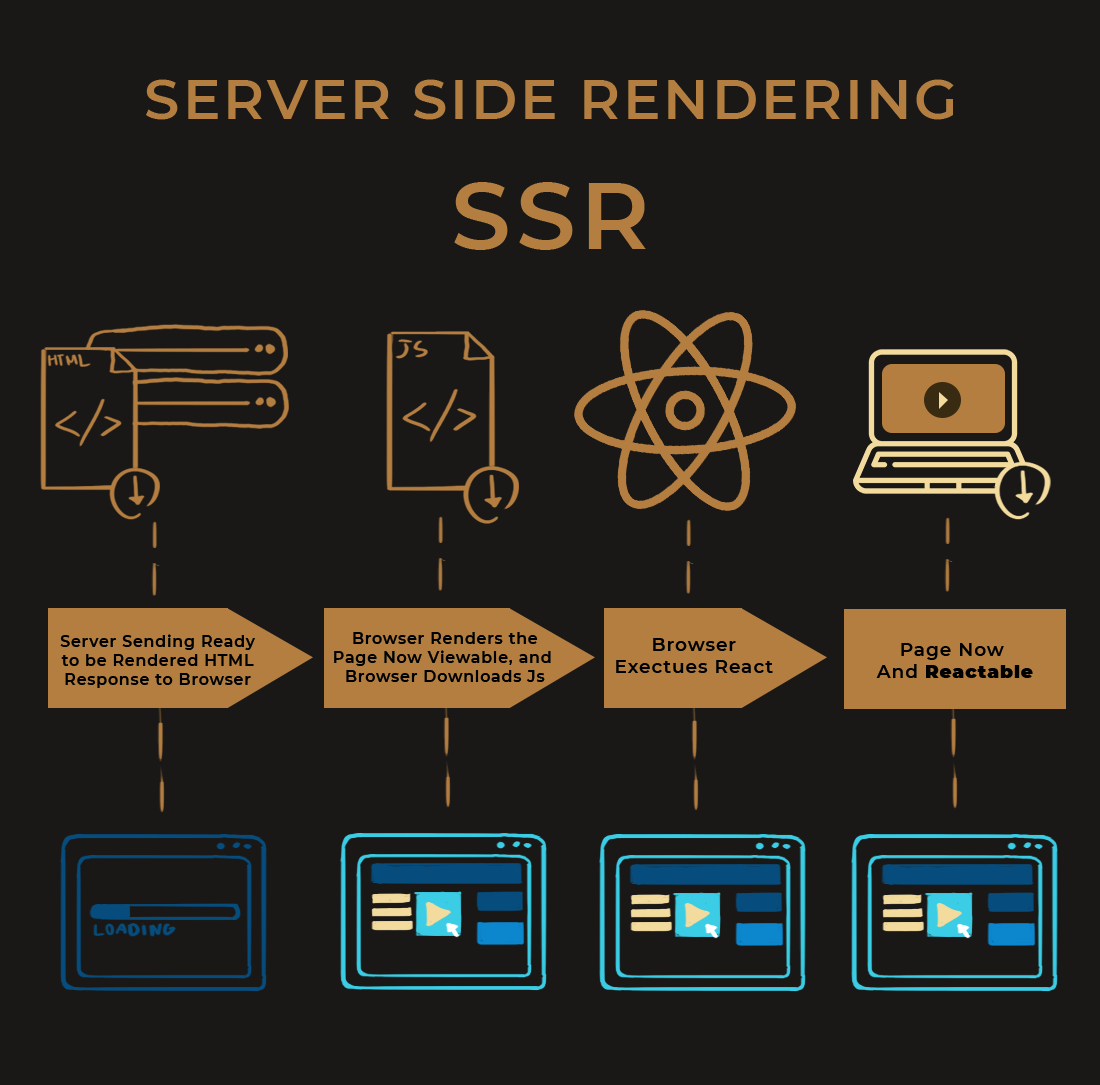 SERVER SIDE RENDERING
SSR
HTML
</>
JS
</>
Server Sending Ready
to be Rendered HTML
Response to Browser
Browser Renders the
Page Now Viewable, and
Browser Downloads Js
Browser
Exectues React
Page Now
And Reactable
LOADING